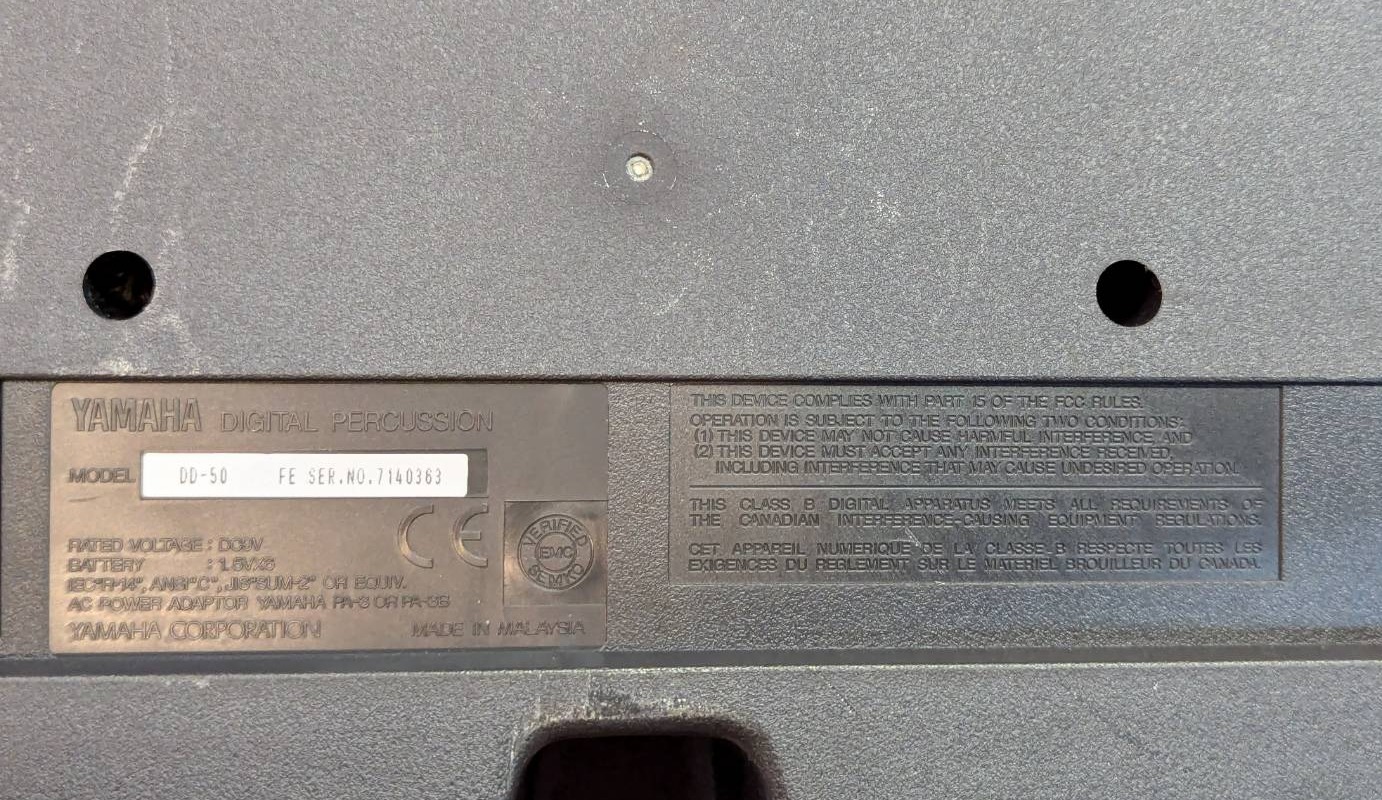 YAMAHA DIGITAL PERCUSSION
MODEL DD-50 FE SER.NO.7140363
CE
VERIFIED
EMC
SEMKO
RATED VOLTAGE : DC9V
BATTERY : 1.5VX6
IEC"R-14", ANSI"C", JIS"SUM-2" OR EQUIV.
AC POWER ADAPTOR YAMAHA PA-3 OR PA-3B
YAMAHA CORPORATION MADE IN MALAYSIA
THIS DEVICE COMPLIES WITH PART 15 OF THE FCC RULES.
OPERATION IS SUBJECT TO THE FOLLOWING TWO CONDITIONS:
(1) THIS DEVICE MAY NOT CAUSE HARMFUL INTERFERENCE, AND
(2) THIS DEVICE MUST ACCEPT ANY INTERFERENCE RECEIVED,
INCLUDING INTERFERENCE THAT MAY CAUSE UNDESIRED OPERATION.
THIS CLASS B DIGITAL APPARATUS MEETS ALL REQUIREMENTS OF
THE CANADIAN INTERFERENCE-CAUSING EQUIPMENT REGULATIONS.
CET APPAREIL NUMERIQUE DE LA CLASSE B RESPECTE TOUTES LES
EXIGENCES DU REGLEMENT SUR LE MATERIEL BROUILLEUR DU CANADA.